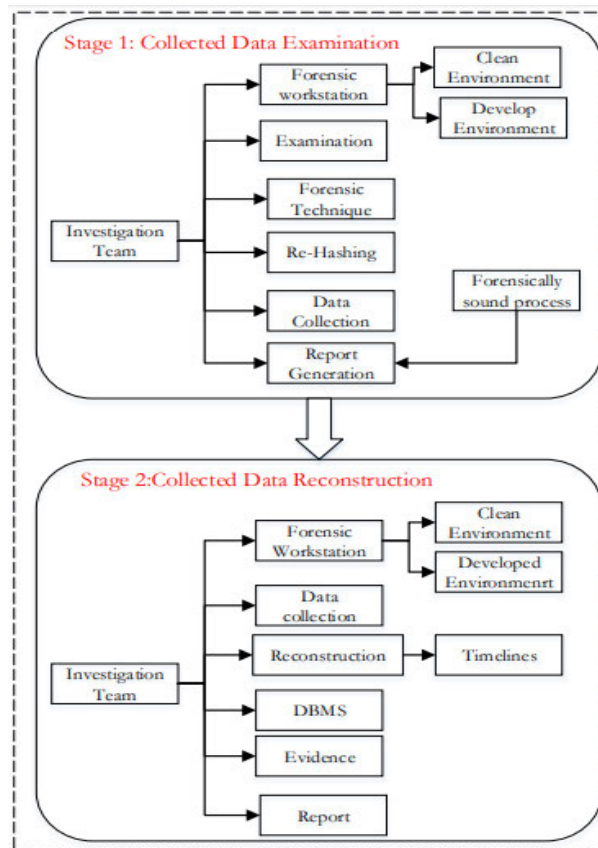 Stage 1: Collected Data Examination
Forensic
workstation
Clean
Environment
Develop
Environment
Examination
Forensic
Technique
Investigation
Team
Re-Hashing
Forensically
sound process
Data
Collection
Report
Generation
Stage 2:Collected Data Reconstruction
Forensic
Workstation
Clean
Environment
Developed
Environmenrt
Data
collection
Investigation
Team
Reconstruction
Timelines
DBMS
Evidence
Report